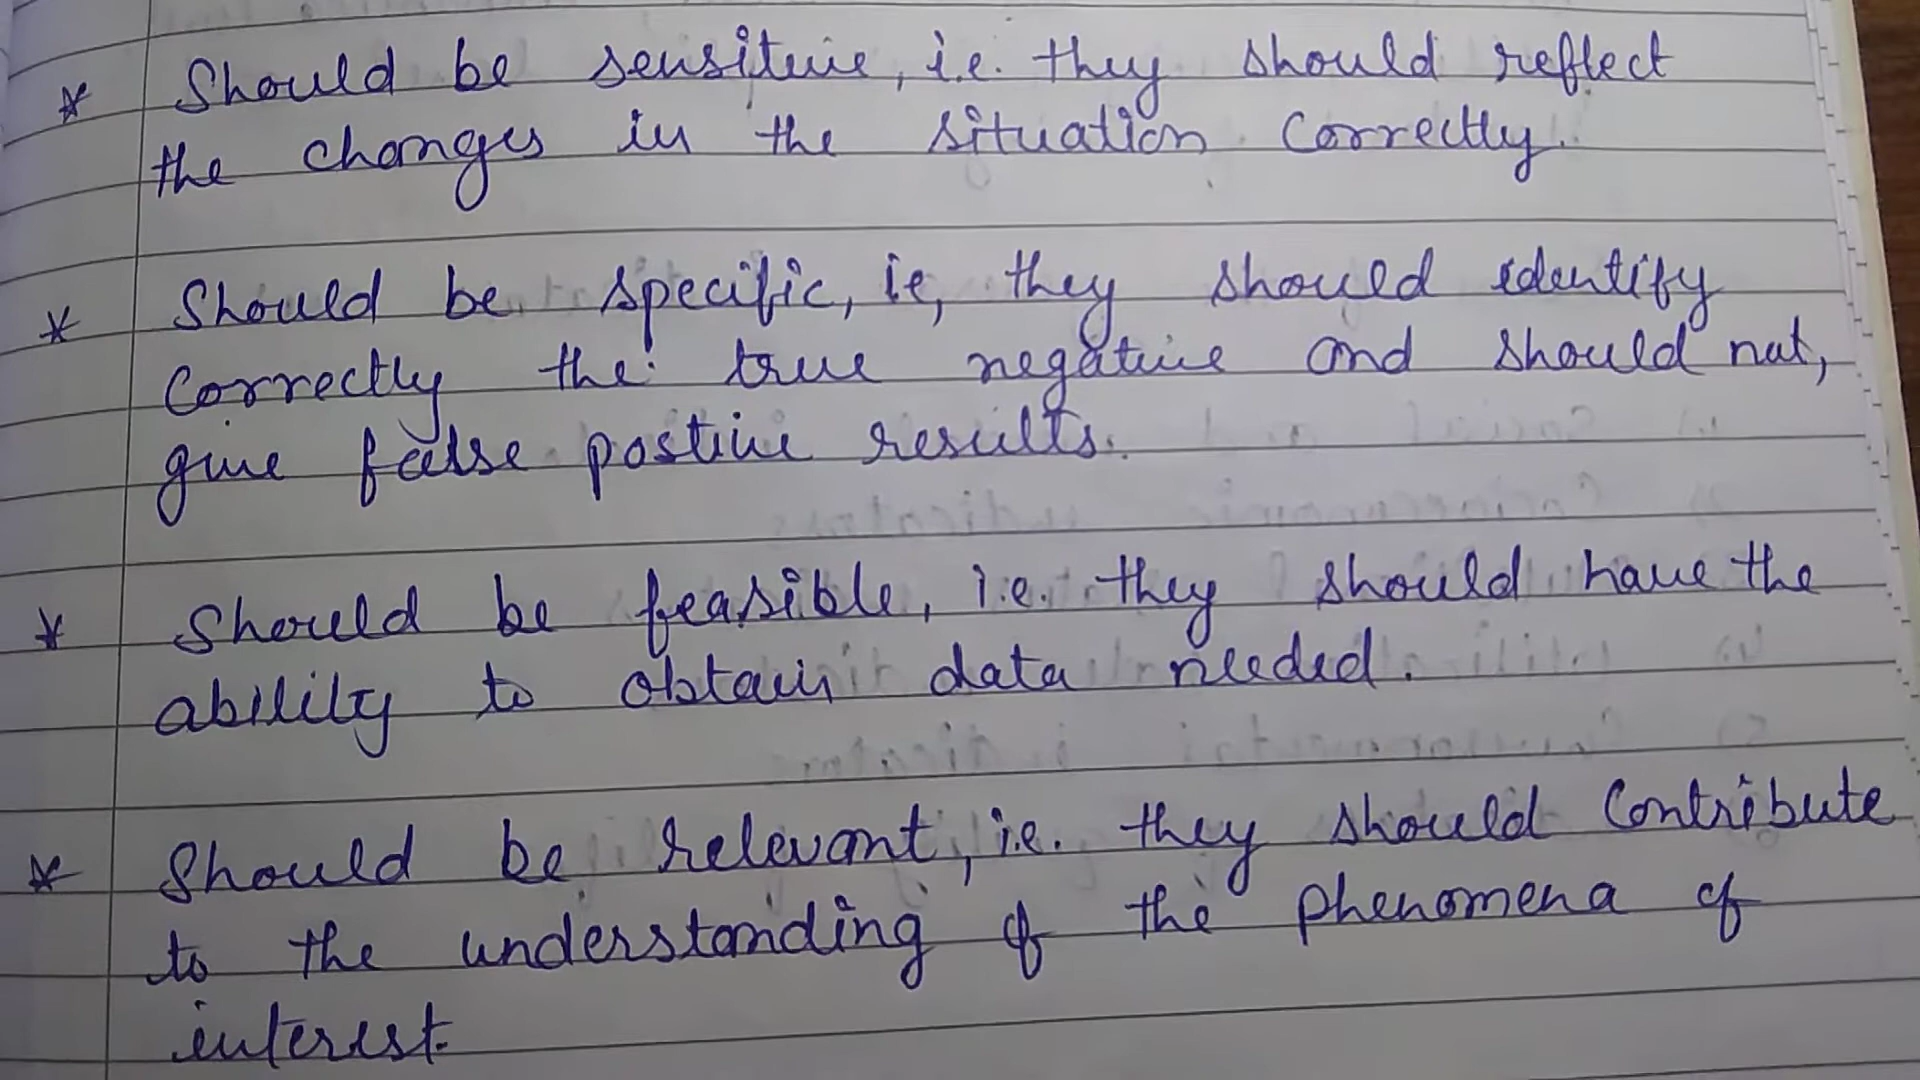 * Should be sensitive, i.e. they should reflect
the changes in the situation correctly.
* Should be specific, ie, they should identify
Correctly the true negative and should not,
give false postive results.
* Should be feasible, i.e. they should have the
ability to obtain data needed.
* Should be relevant, i.e. they should Contribute
to the understanding of the phenomena of
interest.